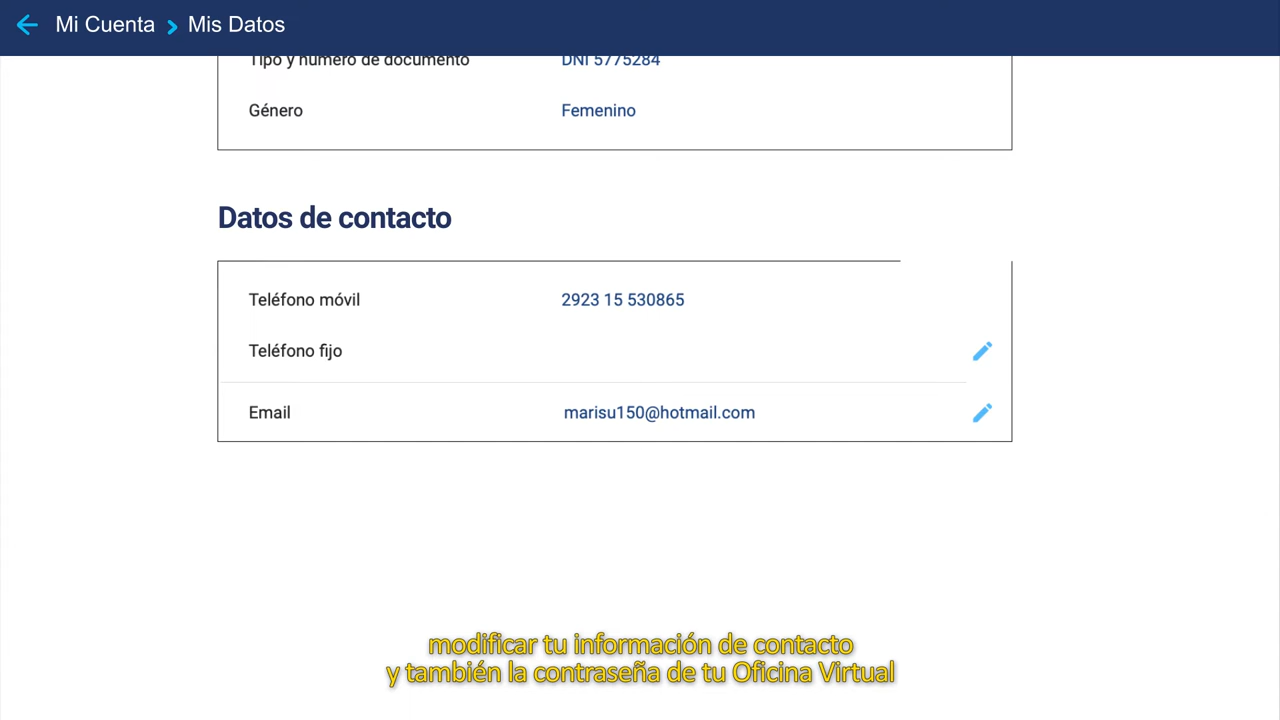 Mi Cuenta > Mis Datos
Tipo y número de documento DNI 5775284
Género Femenino
Datos de contacto
Teléfono móvil 2923 15 530865
Teléfono fijo
Email marisu150@hotmail.com
modificar tu información de contacto
y también la contraseña de tu Oficina Virtual